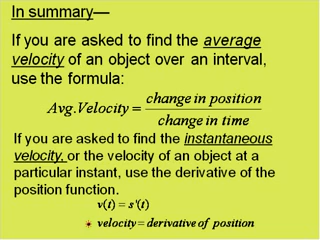 In summary—
If you are asked to find the average
velocity of an object over an interval,
use the formula:
Avg.Velocity = change in position / change in time
If you are asked to find the instantaneous
velocity, or the velocity of an object at a
particular instant, use the derivative of the
position function.
v(t) = s'(t)
velocity = derivative of position